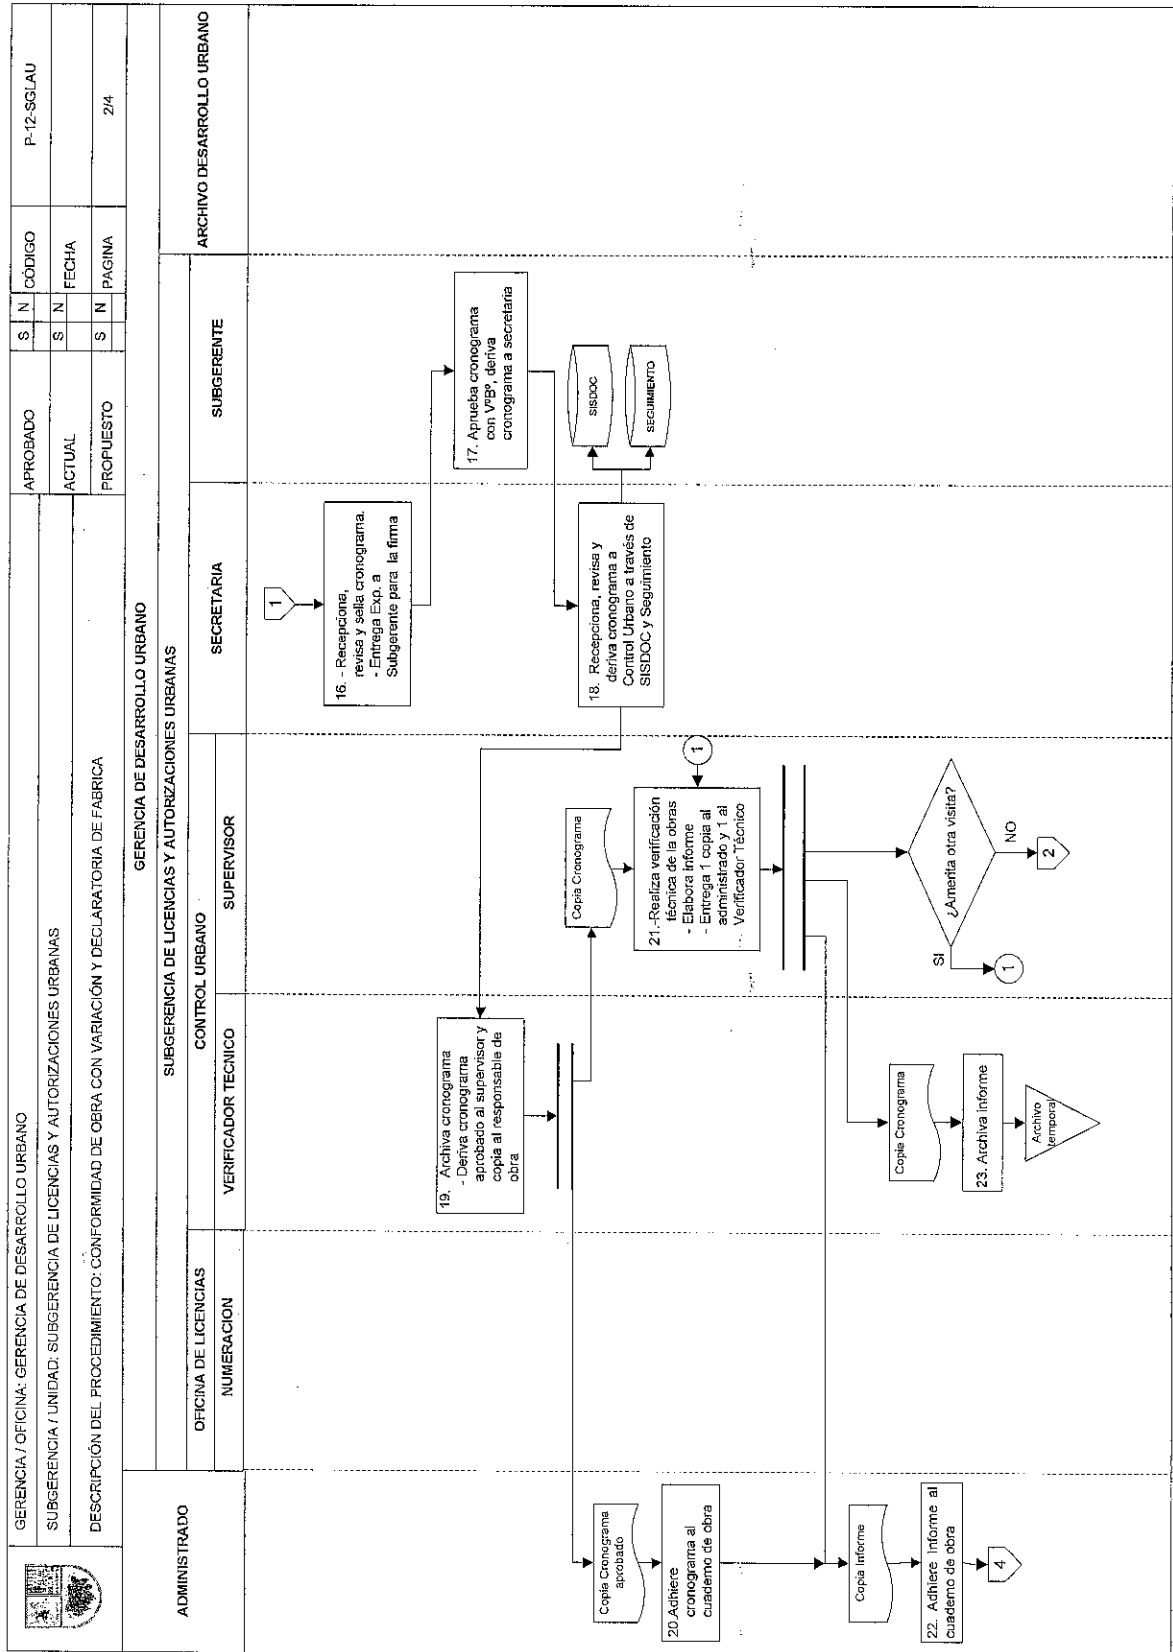 GERENCIA / OFICINA: GERENCIA DE DESARROLLO URBANO
APROBADO
S N
CÓDIGO
P-12-SGLAU
SUBGERENCIA / UNIDAD: SUBGERENCIA DE LICENCIAS Y AUTORIZACIONES URBANAS
ACTUAL
S N
FECHA
DESCRIPCIÓN DEL PROCEDIMIENTO: CONFORMIDAD DE OBRA CON VARIACIÓN Y DECLARATORIA DE FABRICA
PROPUESTO
S N
PAGINA
2/4
GERENCIA DE DESARROLLO URBANO
ADMINISTRADO
SUBGERENCIA DE LICENCIAS Y AUTORIZACIONES URBANAS
ARCHIVO DESARROLLO URBANO
OFICINA DE LICENCIAS
CONTROL URBANO
SECRETARIA
SUBGERENTE
NUMERACION
VERIFICADOR TECNICO
SUPERVISOR
1
16. - Recepciona,
revisa y sella cronograma.
- Entrega Exp. a
Subgerente para la firma
17. Aprueba cronograma
con VºBº, deriva
cronograma a secretaria
18. Recepciona, revisa y
deriva cronograma a
Control Urbano a través de
SISDOC y Seguimiento
SISDOC
SEGUIMIENTO
19. Archiva cronograma
- Deriva cronograma
aprobado al supervisor y
copia al responsable de
obra
Copia Cronograma
aprobado
20.Adhiere
cronograma al
cuaderno de obra
Copia Cronograma
21.-Realiza verificación
técnica de la obras
- Elabora informe
- Entrega 1 copia al
administrado y 1 al
Verificador Técnico
1
Copia Informe
22. Adhiere Informe al
cuaderno de obra
4
Copia Cronograma
23. Archiva informe
Archivo
temporal
¿Amerita otra visita?
SI
1
NO
2